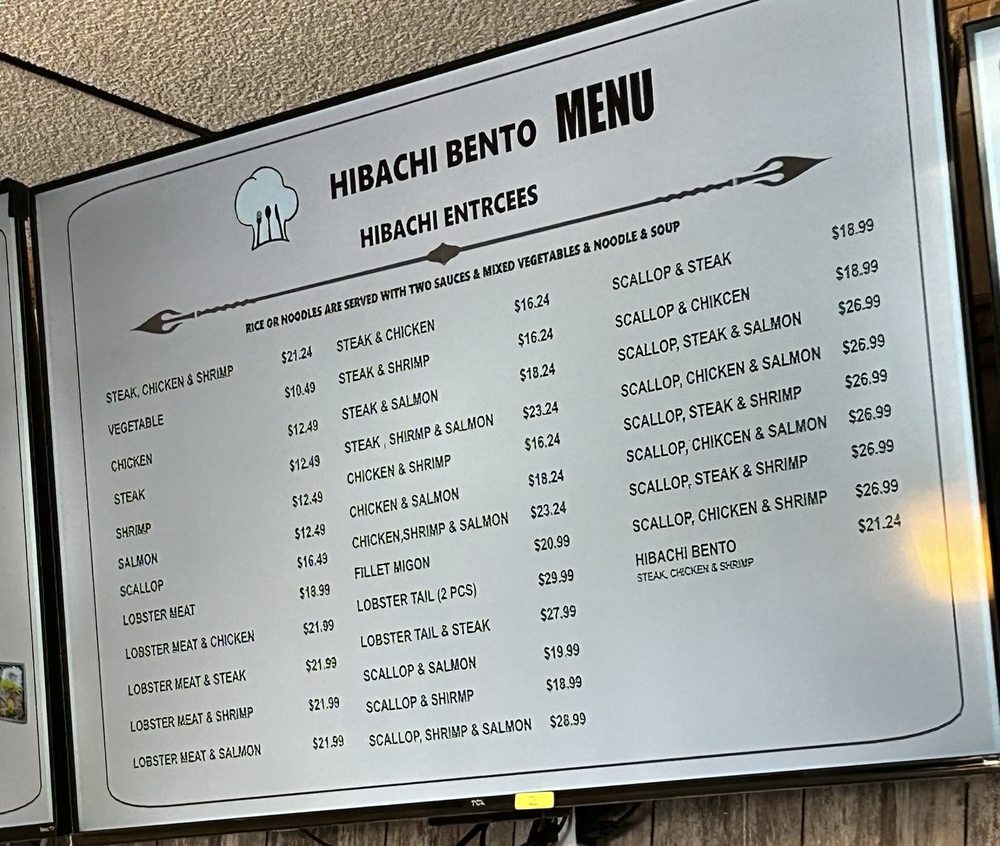 HIBACHI BENTO MENU
HIBACHI ENTRCEES
RICE OR NOODLES ARE SERVED WITH TWO SAUCES & MIXED VEGETABLES & NOODLE & SOUP
STEAK, CHICKEN & SHRIMP $21.24
VEGETABLE $10.49
CHICKEN $12.49
STEAK $12.49
SHRIMP $12.49
SALMON $12.49
SCALLOP $16.49
LOBSTER MEAT $18.99
LOBSTER MEAT & CHICKEN $21.99
LOBSTER MEAT & STEAK $21.99
LOBSTER MEAT & SHRIMP $21.99
LOBSTER MEAT & SALMON $21.99
STEAK & CHICKEN $16.24
STEAK & SHRIMP $16.24
STEAK & SALMON $18.24
STEAK , SHIRMP & SALMON $23.24
CHICKEN & SHRIMP $16.24
CHICKEN & SALMON $18.24
CHICKEN,SHRIMP & SALMON $23.24
FILLET MIGON $20.99
LOBSTER TAIL (2 PCS) $29.99
LOBSTER TAIL & STEAK $27.99
SCALLOP & SALMON $19.99
SCALLOP & SHIRMP $18.99
SCALLOP, SHRIMP & SALMON $28.99
SCALLOP & STEAK $18.99
SCALLOP & CHIKCEN $18.99
SCALLOP, STEAK & SALMON $26.99
SCALLOP, CHICKEN & SALMON $26.99
SCALLOP, STEAK & SHRIMP $26.99
SCALLOP, CHIKCEN & SALMON $26.99
SCALLOP, STEAK & SHRIMP $26.99
SCALLOP, CHICKEN & SHRIMP $26.99
HIBACHI BENTO $21.24
STEAK, CHICKEN & SHRIMP
TCL
2